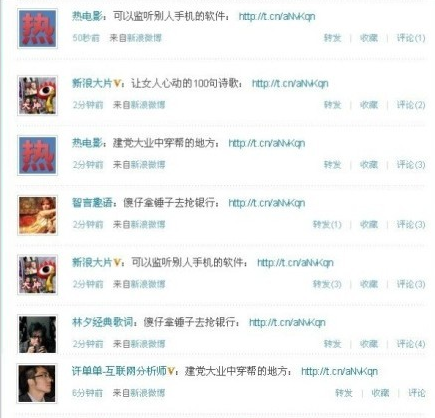 热
热电影：可以监听别人手机的软件： http://t.cn/aNvKqn
50秒前 来自新浪微博 转发 | 收藏 | 评论(1)
新浪大片V：让女人心动的100句诗歌： http://t.cn/aNvKqn
2分钟前 来自新浪微博 转发 | 收藏 | 评论(2)
热
热电影：建党大业中穿帮的地方： http://t.cn/aNvKqn
2分钟前 来自新浪微博 转发 | 收藏 | 评论(3)
智言趣语：傻仔拿锤子去抢银行： http://t.cn/aNvKqn
2分钟前 来自新浪微博 转发(1) | 收藏 | 评论(3)
新浪大片V：可以监听别人手机的软件： http://t.cn/aNvKqn
2分钟前 来自新浪微博 转发(3) | 收藏 | 评论(3)
林夕经典歌词：傻仔拿锤子去抢银行： http://t.cn/aNvKqn
2分钟前 来自新浪微博 转发 | 收藏 | 评论(4)
许单单-互联网分析师V：建党大业中穿帮的地方： http://t.cn/aNvKqn
6分钟前 来自新浪微博 转发 | 收藏 | 评论